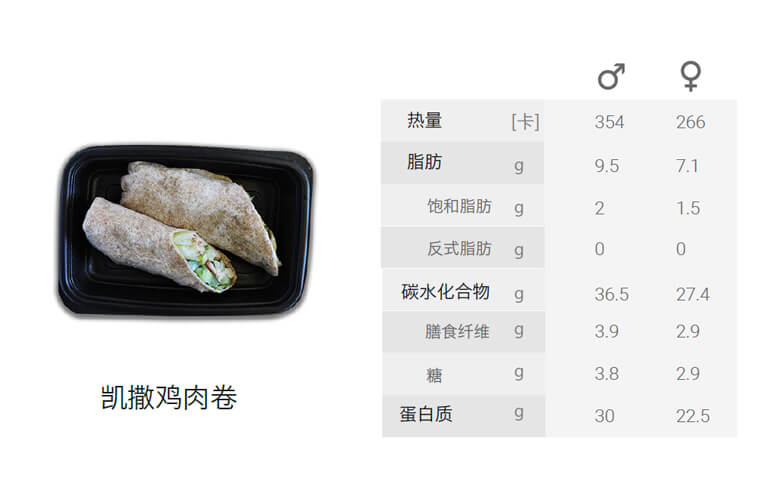 ♂ ♀
热量 [卡] 354 266
脂肪 g 9.5 7.1
饱和脂肪 g 2 1.5
反式脂肪 g 0 0
碳水化合物 g 36.5 27.4
膳食纤维 g 3.9 2.9
糖 g 3.8 2.9
蛋白质 g 30 22.5
凯撒鸡肉卷